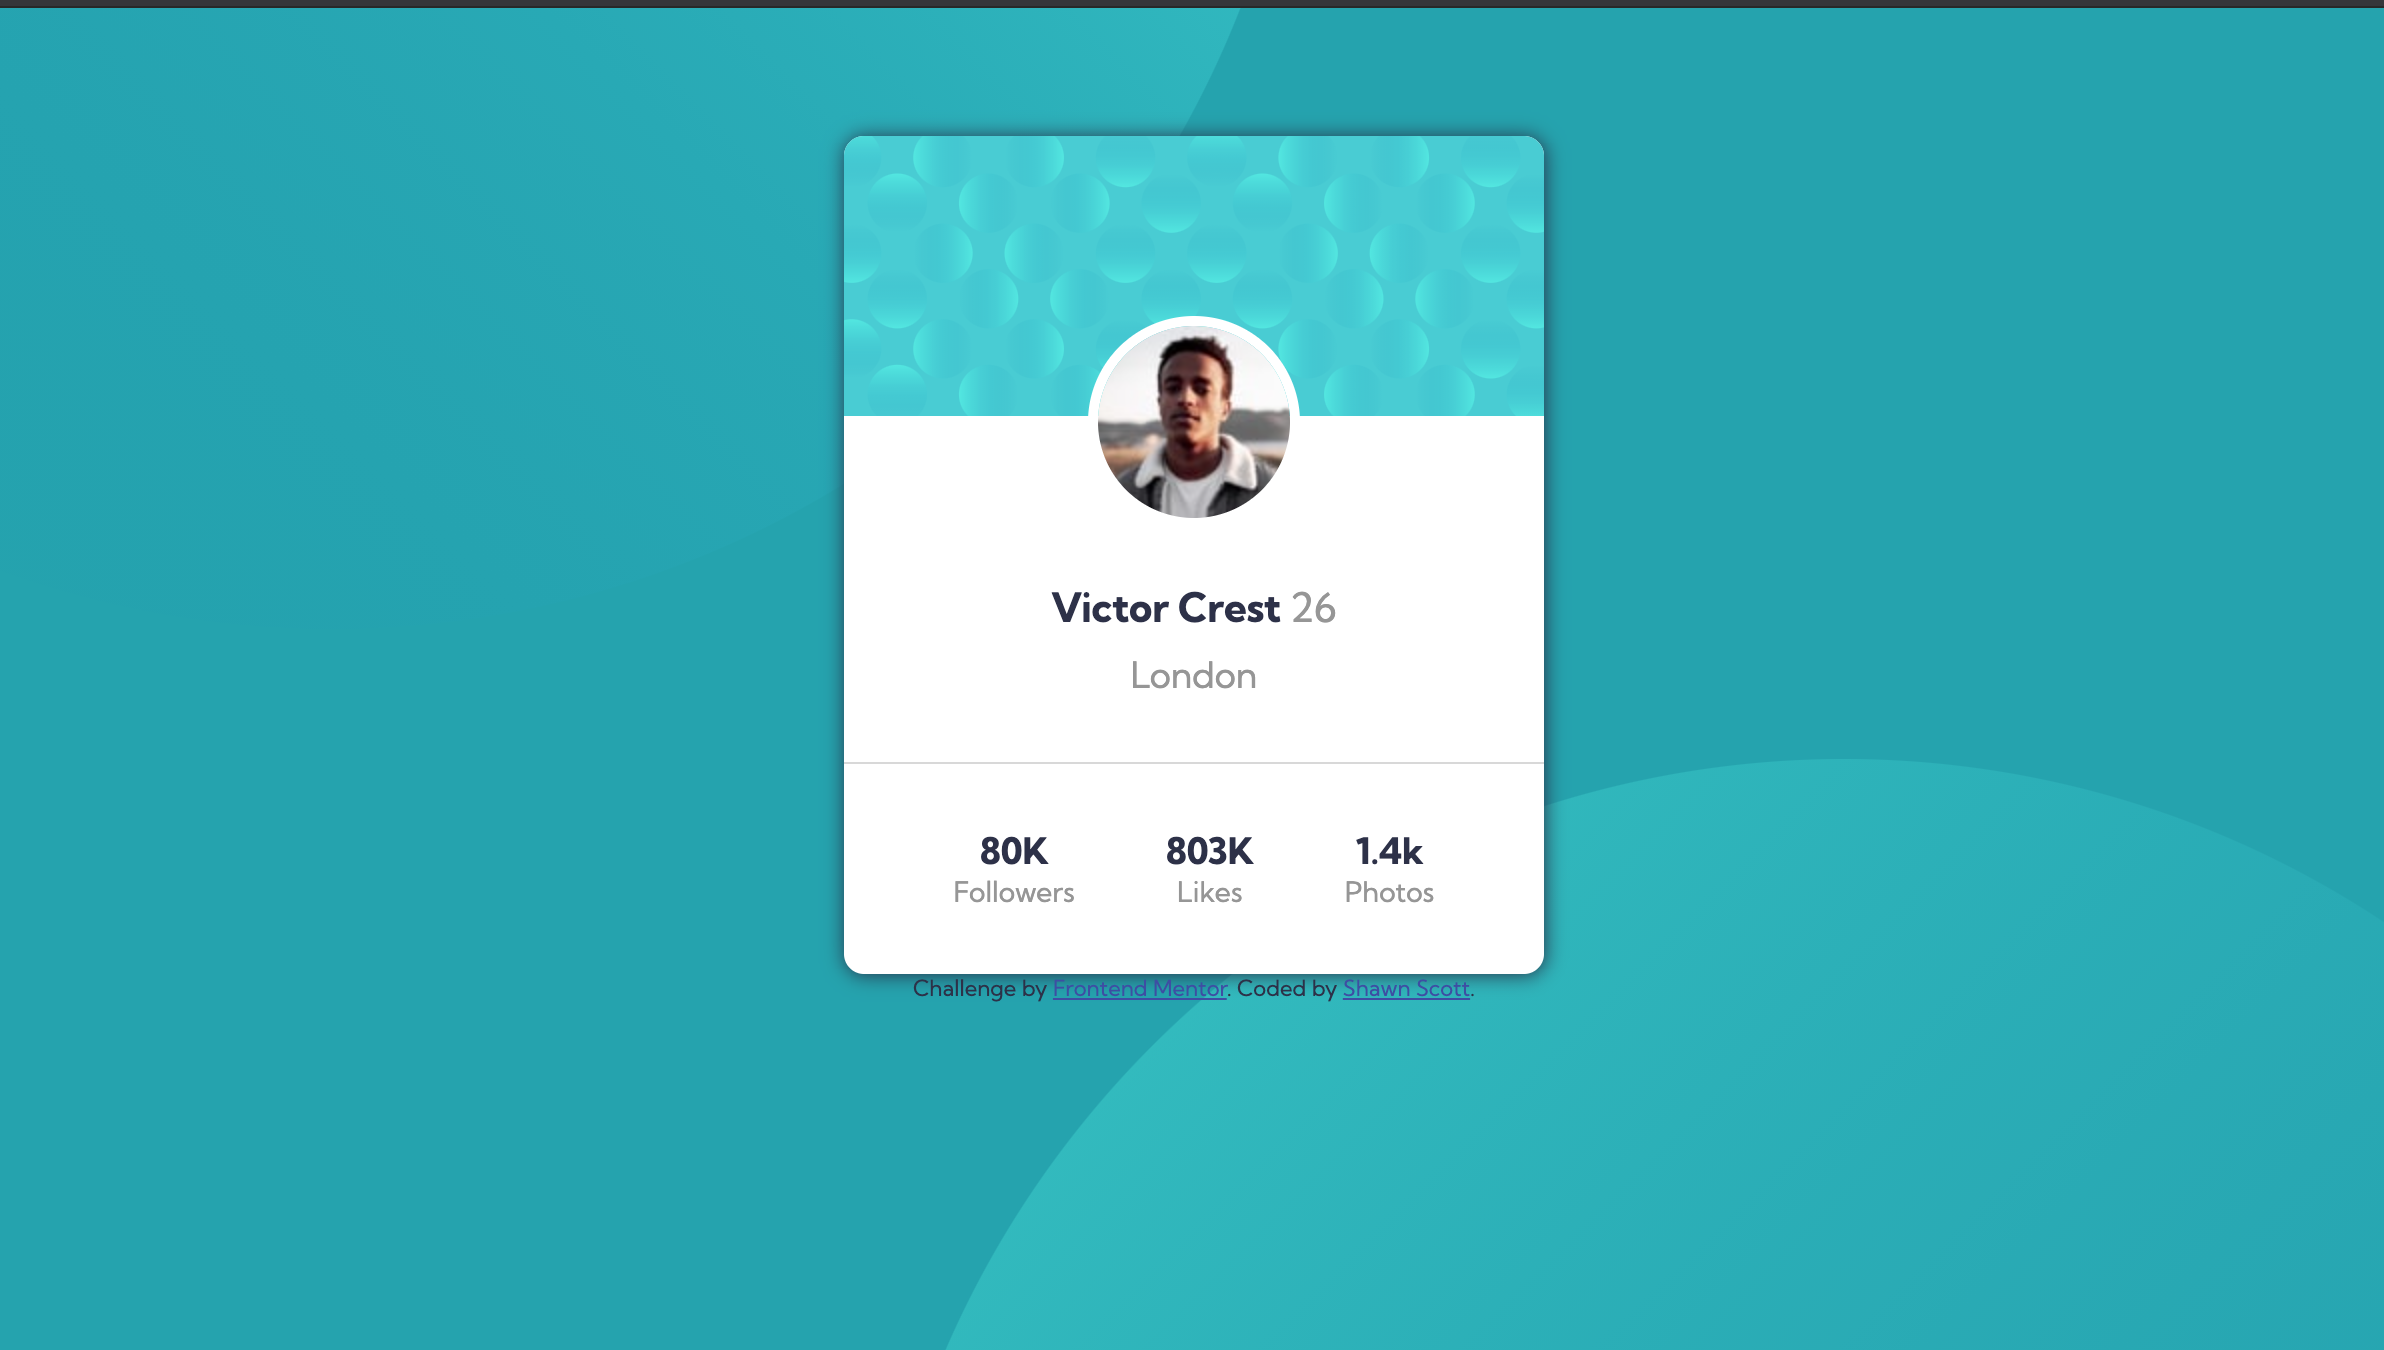 Victor Crest 26
London
80K 803K 1.4k
Followers Likes Photos
Challenge by Frontend Mentor. Coded by Shawn Scott.